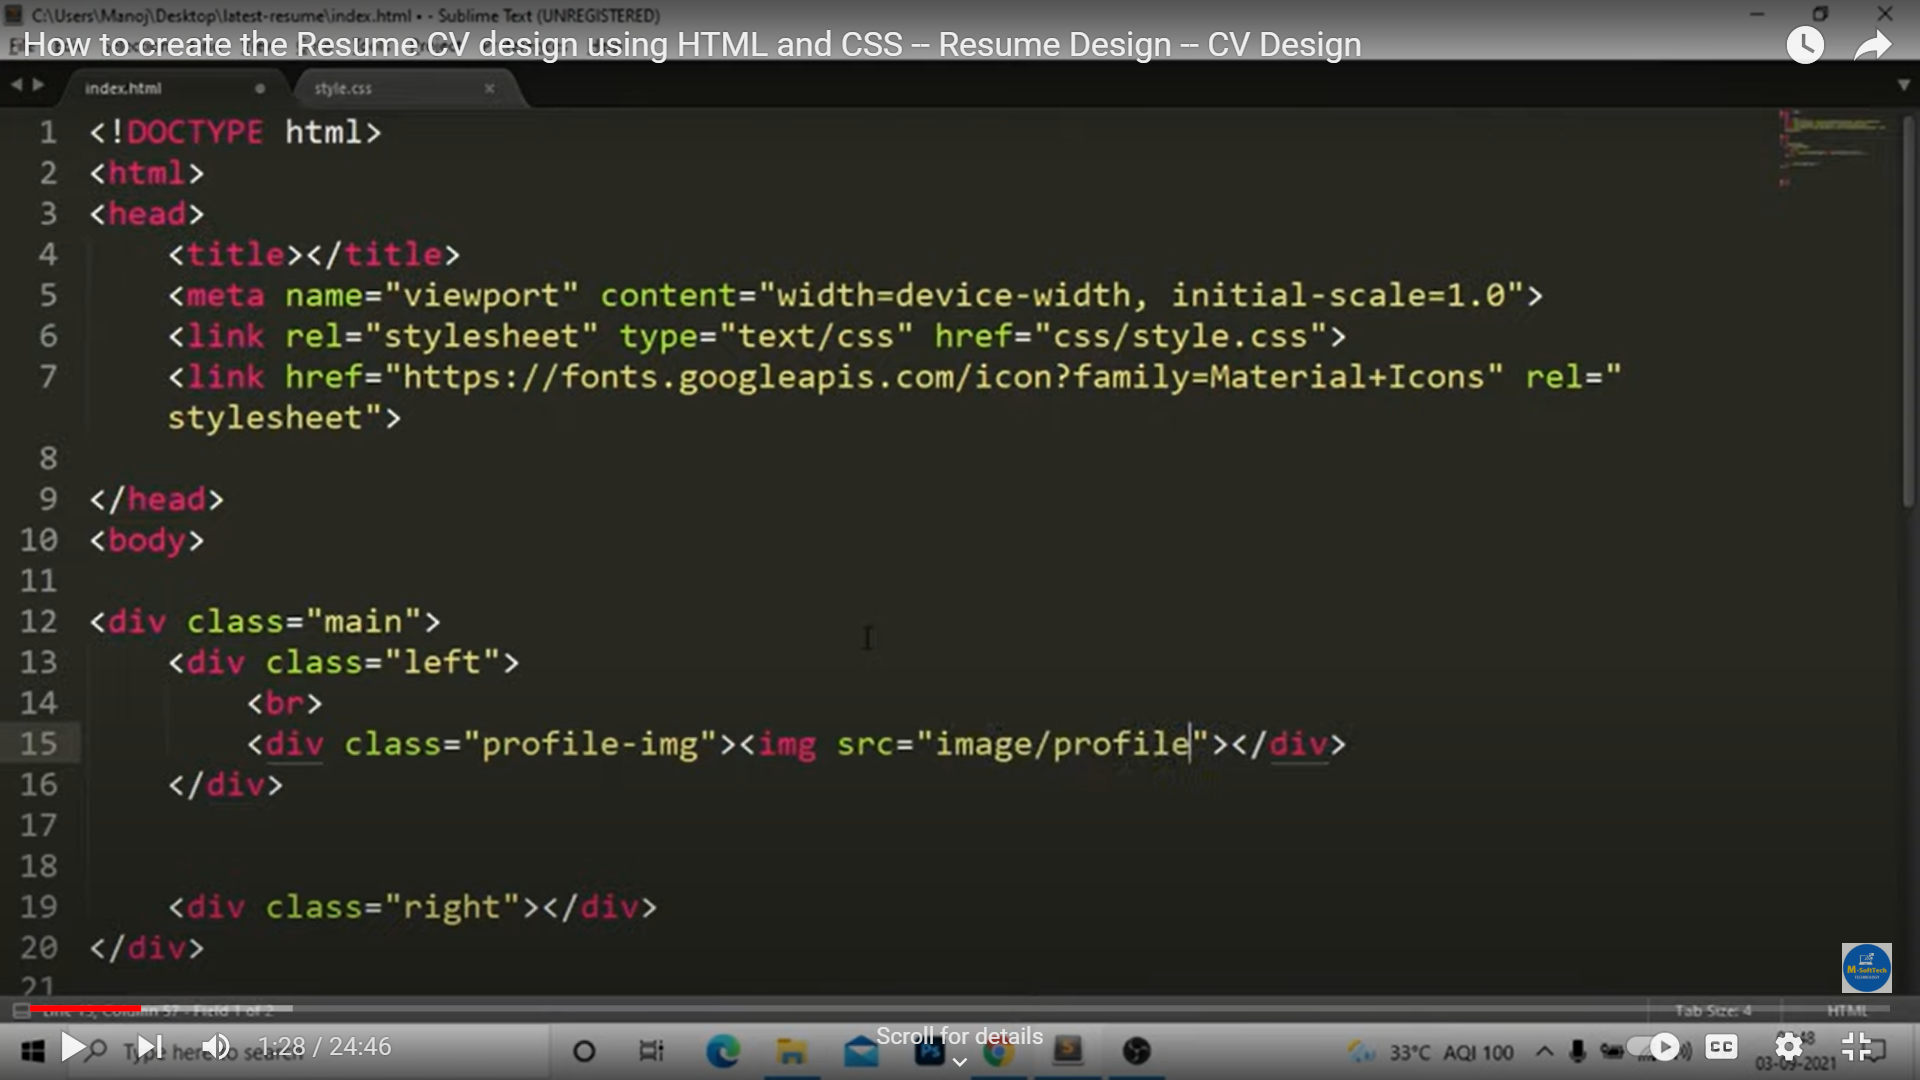 C:\Users\Manoj\Desktop\latest-resume\index.html • - Sublime Text (UNREGISTERED)
How to create the Resume CV design using HTML and CSS -- Resume Design -- CV Design
index.html
style.css
1 <!DOCTYPE html>
2 <html>
3 <head>
4 <title></title>
5 <meta name="viewport" content="width=device-width, initial-scale=1.0">
6 <link rel="stylesheet" type="text/css" href="css/style.css">
7 <link href="https://fonts.googleapis.com/icon?family=Material+Icons" rel="
stylesheet">
8
9 </head>
10 <body>
11
12 <div class="main">
13 <div class="left">
14 <br>
15 <div class="profile-img"><img src="image/profile"></div>
16 </div>
17
18
19 <div class="right"></div>
20 </div>
21
M-SoftTech
Line 15, Column 57 - Field 1 of 2
Tab Size: 4
HTML
Type here to sea
1:28 / 24:46
Scroll for details
Ps
33°C AQI 100
CC
03-09-2021